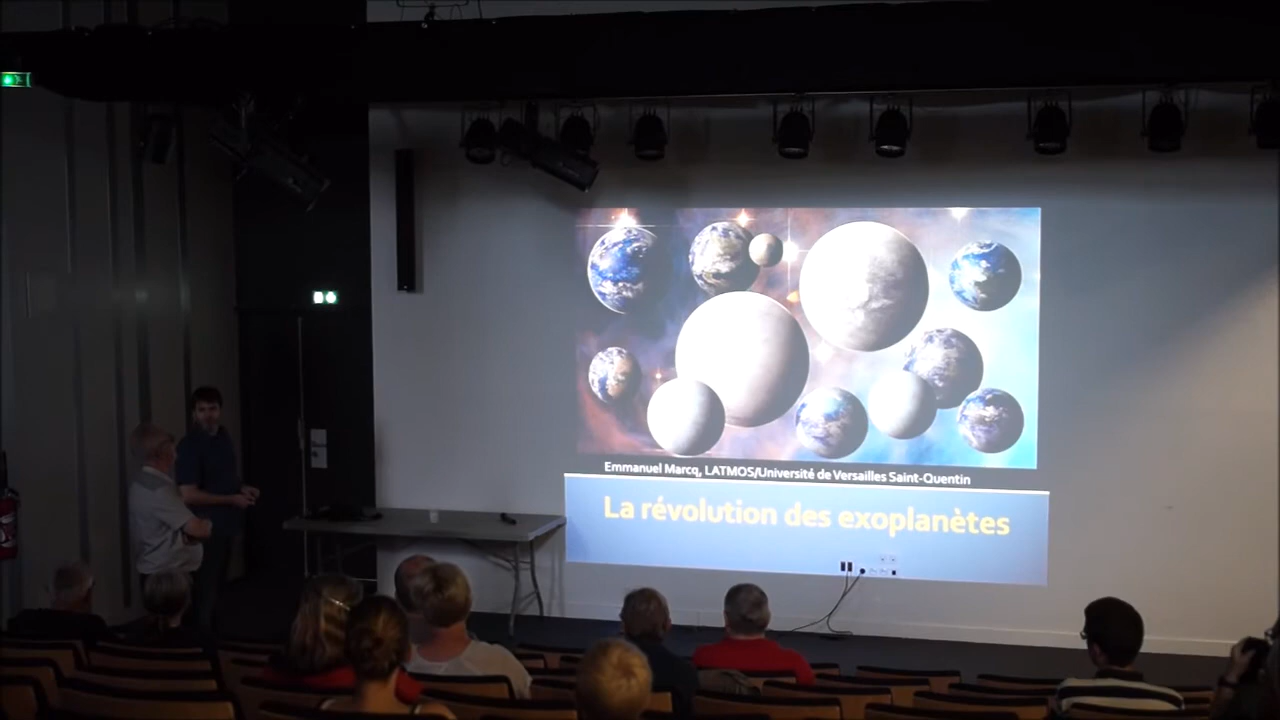 Emmanuel Marcq, LATMOS/Université de Versailles Saint-Quentin
La révolution des exoplanètes